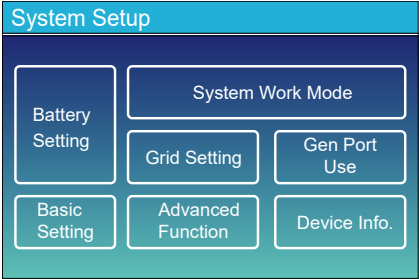 System Setup
Battery
Setting
System Work Mode
Grid Setting
Gen Port
Use
Basic
Setting
Advanced
Function
Device Info.